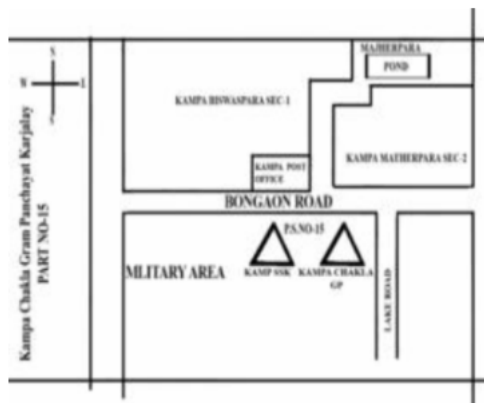 MAJHERPARA
POND
KAMPA BISWASPARA SEC-1
KAMPA POST
OFFICE
KAMPA MATHERPARA SEC-2
BONGAON ROAD
P.S.NO-15
MLITARY AREA
KAMP SSK
KAMPA CHAKLA
GP
LAKE ROAD
Kampa Chakla Gram Panchayat Karjalay
PART NO-15